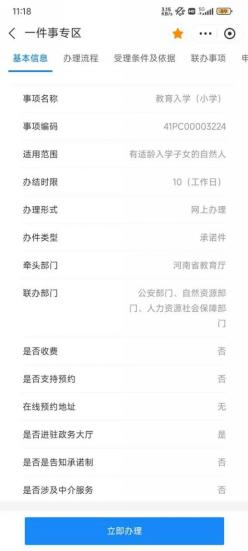 11:18
一件事专区
基本信息 办理流程 受理条件及依据 联办事项
事项名称 教育入学（小学）
事项编码 41PC00003224
适用范围 有适龄入学子女的自然人
办结时限 10（工作日）
办理形式 网上办理
办件类型 承诺件
牵头部门 河南省教育厅
联办部门 公安部门、自然资源部
门、人力资源社会保障部
门
是否收费 否
是否支持预约 否
在线预约地址 无
是否进驻政务大厅 是
是否是告知承诺制 否
是否涉及中介服务 否
立即办理